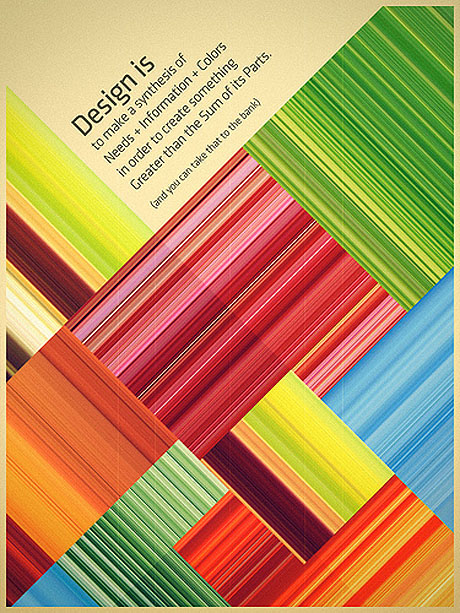 Design is
to make a synthesis of
Needs + Information + Colors
in order to create something
Greater than the Sum of its Parts.
(and you can take that to the bank)